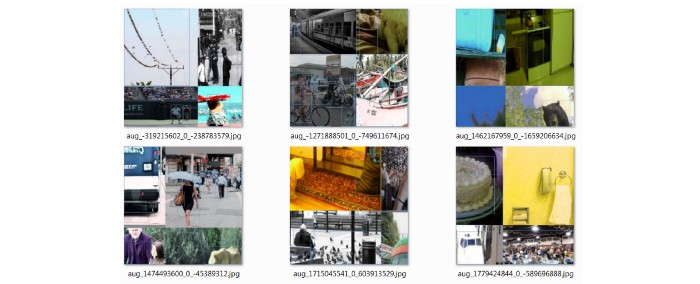 LIFE
aug_-319215602_0_-238783579.jpg
aug_-1271888501_0_-749611674.jpg
aug_1462167959_0_-1659206634.jpg
aug_1474493600_0_-45389312.jpg
aug_1715045541_0_603913529.jpg
aug_1779424844_0_-589696888.jpg